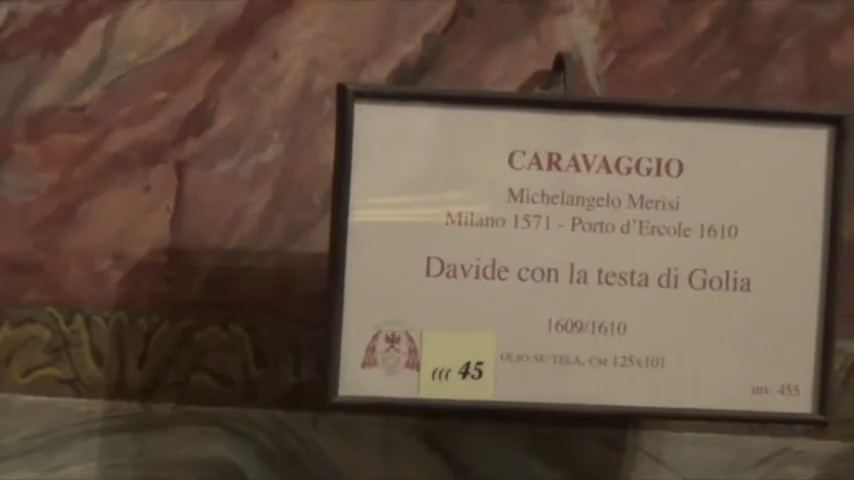 CARAVAGGIO
Michelangelo Merisi
Milano 1571 - Porto d'Ercole 1610
Davide con la testa di Golia
1609/1610
OLIO SU TELA, CM 125x101
((( 45
inv. 455